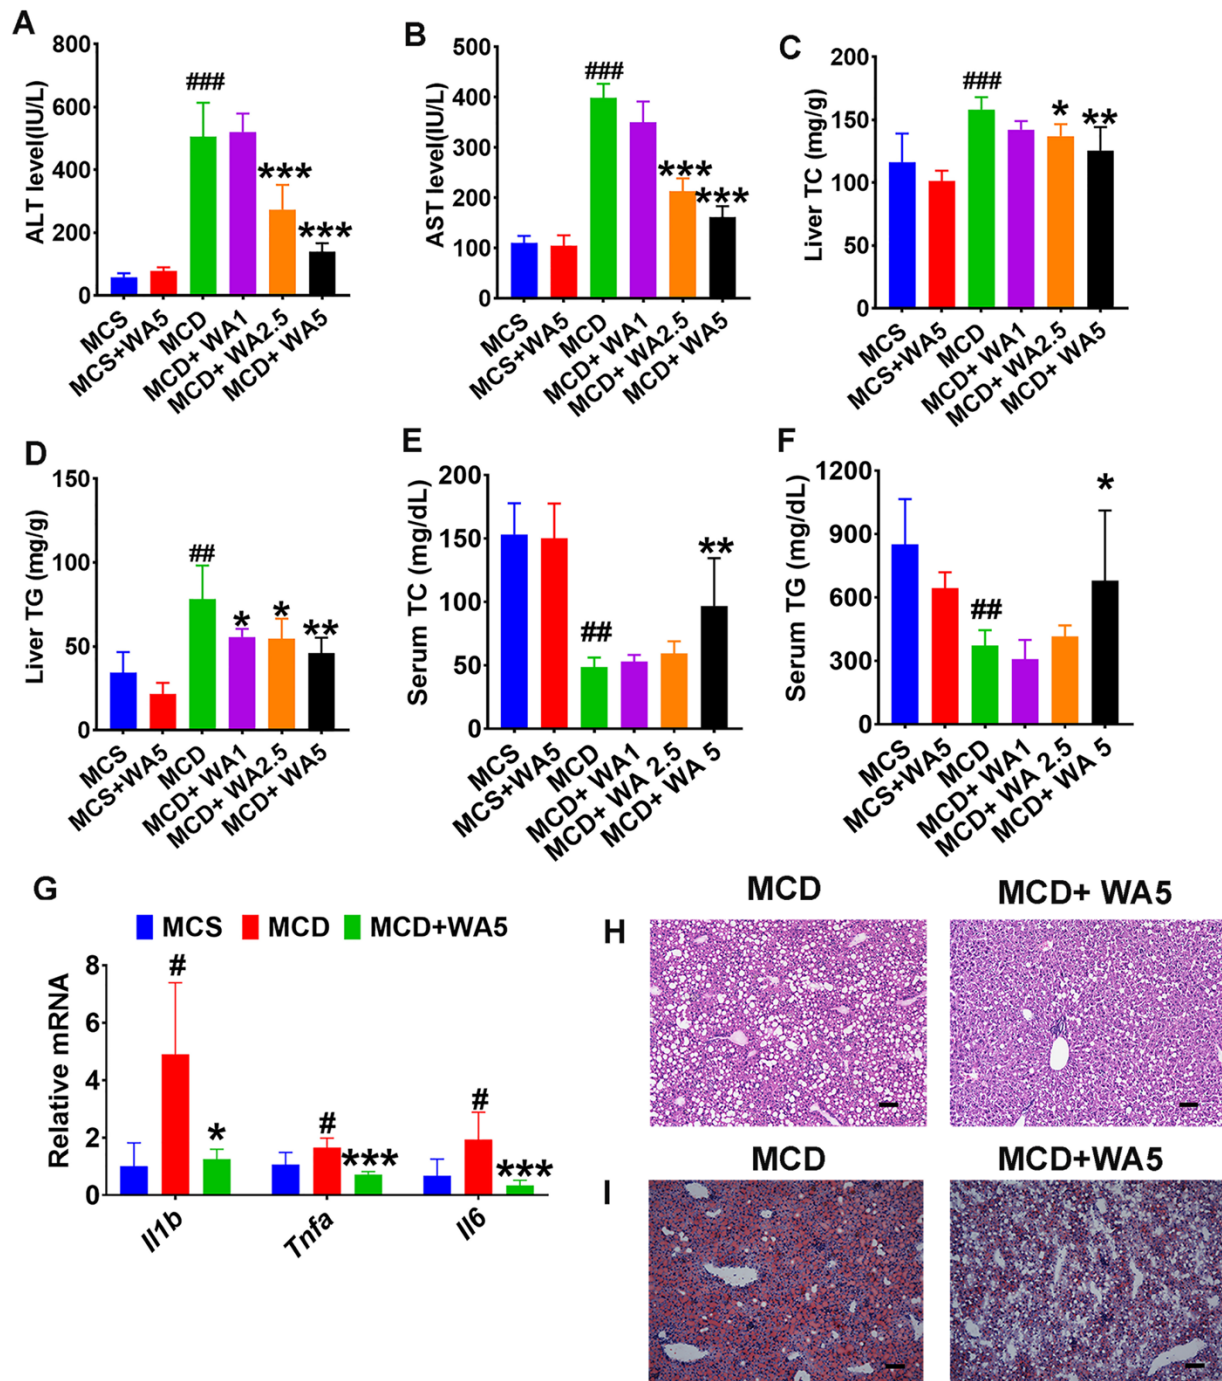 A
ALT level(IU/L)
800
600
400
200
0
###
***
***
MCS
MCS+WA5
MCD
MCD+ WA1
MCD+ WA2.5
MCD+ WA5
B
AST level(IU/L)
500
400
300
200
100
0
###
***
***
MCS
MCS+WA5
MCD
MCD+ WA1
MCD+ WA2.5
MCD+ WA5
C
Liver TC (mg/g)
200
150
100
50
0
###
*
**
MCS
MCS+WA5
MCD
MCD+ WA1
MCD+ WA2.5
MCD+ WA5
D
Liver TG (mg/g)
150
100
50
0
##
*
*
**
MCS
MCS+WA5
MCD
MCD+ WA1
MCD+ WA2.5
MCD+ WA5
E
Serum TC (mg/dL)
200
150
100
50
0
##
**
MCS
MCS+WA5
MCD
MCD+ WA1
MCD+ WA 2.5
MCD+ WA 5
F
Serum TG (mg/dL)
1200
900
600
300
0
##
*
MCS
MCS+WA5
MCD
MCD+ WA1
MCD+ WA 2.5
MCD+ WA 5
G
MCS MCD MCD+WA5
Relative mRNA
8
6
4
2
0
#
*
#
***
#
***
Il1b
Tnfa
Il6
H
MCD
MCD+ WA5
I
MCD
MCD+WA5